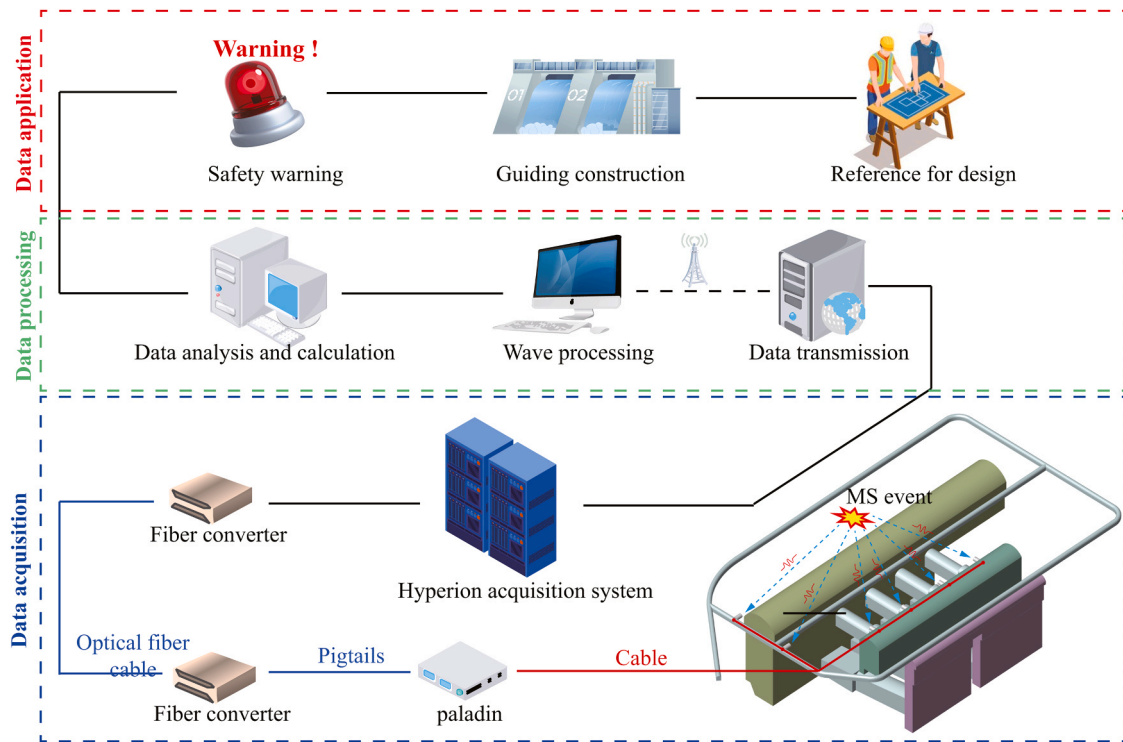 Data application
Warning !
01
02
Safety warning
Guiding construction
Reference for design
Data processing
Data analysis and calculation
Wave processing
Data transmission
Data acquisition
MS event
Fiber converter
Hyperion acquisition system
Optical fiber
cable
Pigtails
Cable
Fiber converter
paladin